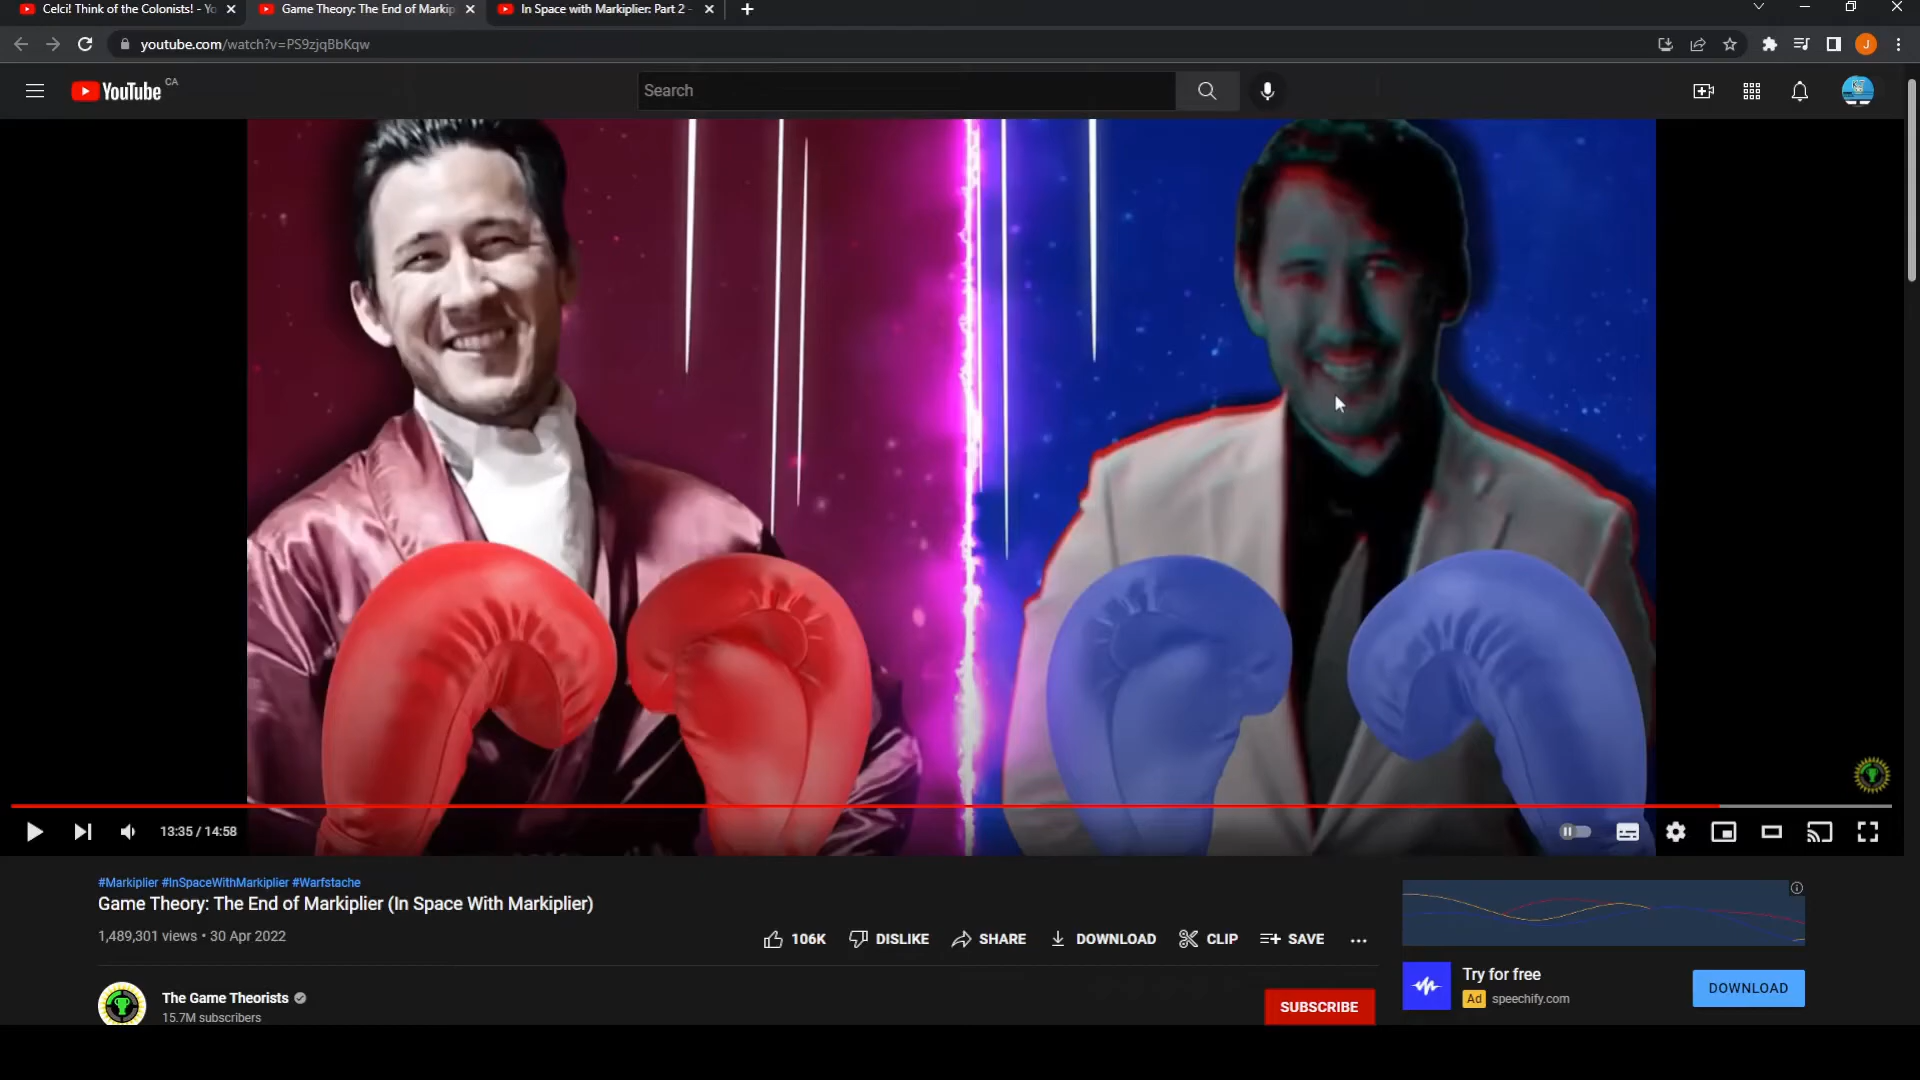 Celci! Think of the Colonists! - Yo
Game Theory: The End of Markip
In Space with Markiplier: Part 2 -
youtube.com/watch?v=PS9zjqBbKqw
J
YouTube CA
Search
13:35 / 14:58
#Markiplier #InSpaceWithMarkiplier #Warfstache
Game Theory: The End of Markiplier (In Space With Markiplier)
1,489,301 views • 30 Apr 2022
106K DISLIKE SHARE DOWNLOAD CLIP SAVE ...
The Game Theorists
15.7M subscribers
SUBSCRIBE
Try for free
Ad speechify.com
DOWNLOAD